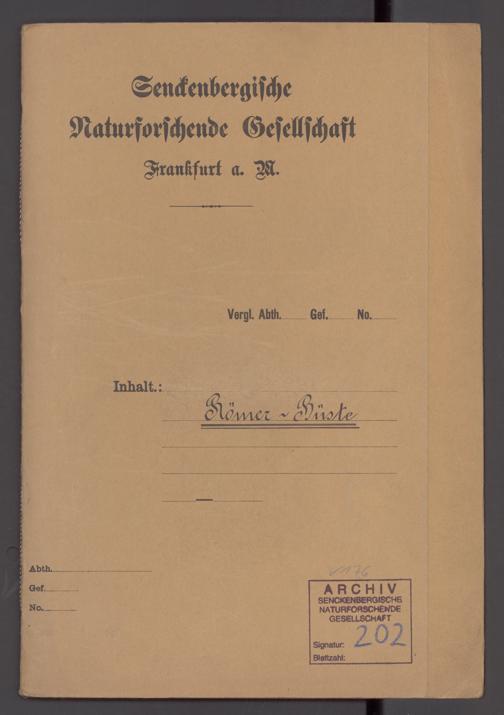 Senckenbergische
Naturforschende Gesellschaft
Frankfurt a. M.
Vergl. Abth. Gef. No.
Inhalt.:
Römer - Büste
Abth.
Gef.
No.
ARCHIV
SENCKENBERGISCHE
NATURFORSCHENDE
GESELLSCHAFT
Signatur: 202
Blattzahl: